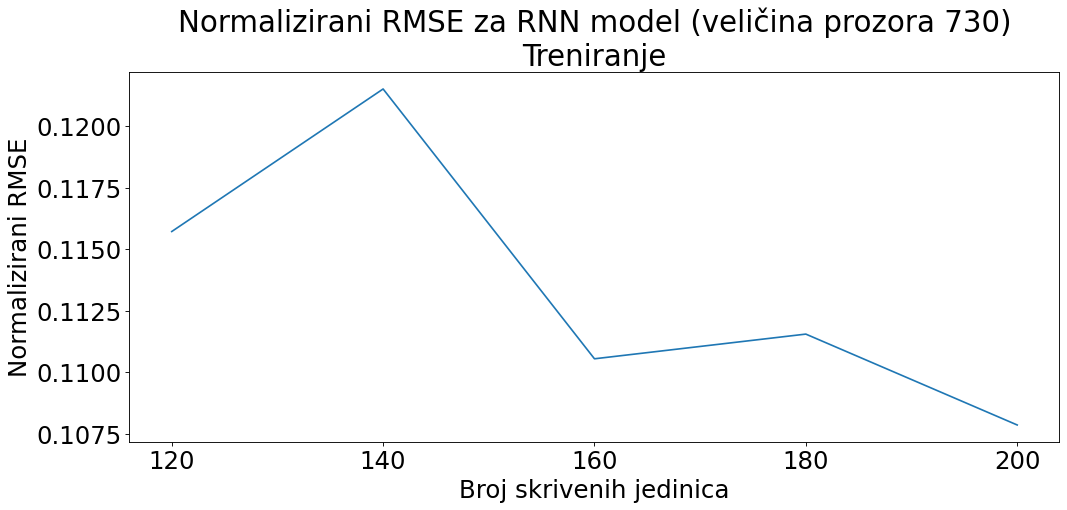 Normalizirani RMSE za RNN model (veličina prozora 730)
Treniranje
Normalizirani RMSE
0.1200
0.1175
0.1150
0.1125
0.1100
0.1075
120 140 160 180 200
Broj skrivenih jedinica